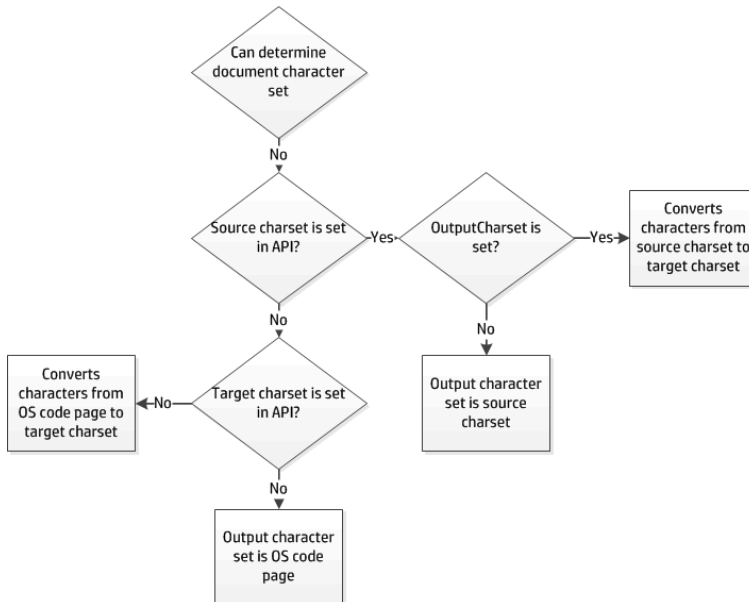 Can determine
document character
set
No
Source charset is set
in API?
Yes
OutputCharset is
set?
Yes
Converts
characters from
source charset to
target charset
No
No
Converts
characters from
OS code page to
target charset
No
Target charset is set
in API?
Output character
set is source
charset
No
Output character
set is OS code
page